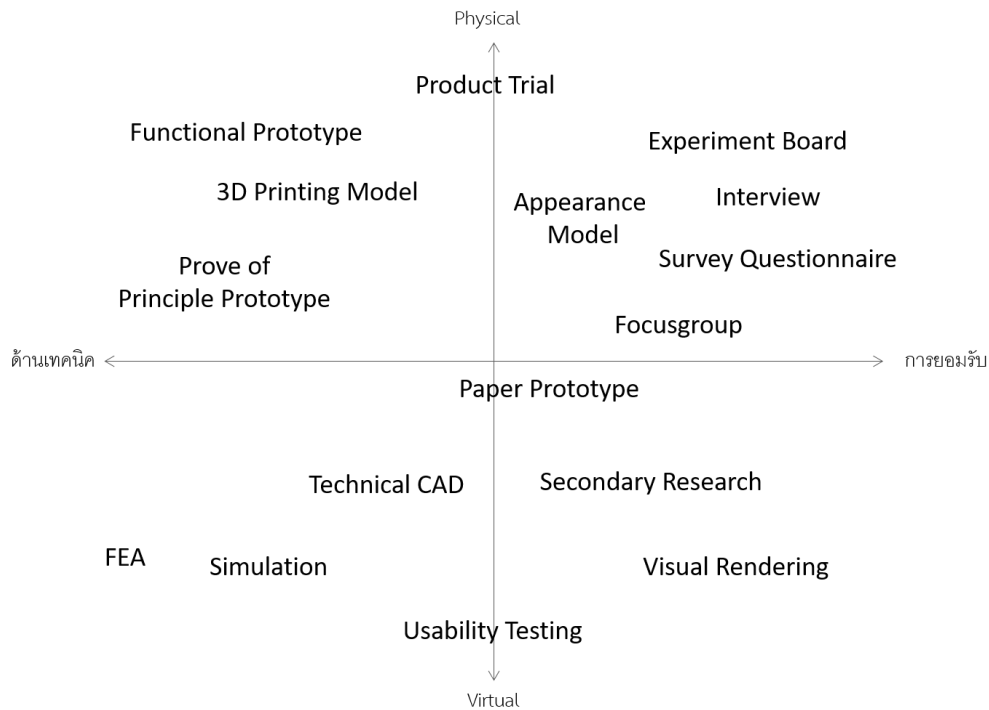 Physical
Product Trial
Functional Prototype
Experiment Board
3D Printing Model
Interview
Appearance
Model
Survey Questionnaire
Prove of
Principle Prototype
Focusgroup
ด้านเทคนิค
การยอมรับ
Paper Prototype
Technical CAD
Secondary Research
FEA
Simulation
Visual Rendering
Usability Testing
Virtual